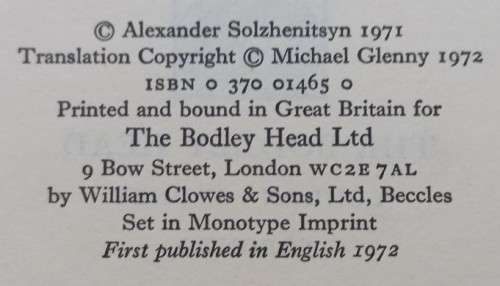 © Alexander Solzhenitsyn 1971
Translation Copyright © Michael Glenny 1972
ISBN 0 370 01465 0
Printed and bound in Great Britain for
The Bodley Head Ltd
9 Bow Street, London WC2E 7AL
by William Clowes & Sons, Ltd, Beccles
Set in Monotype Imprint
First published in English 1972